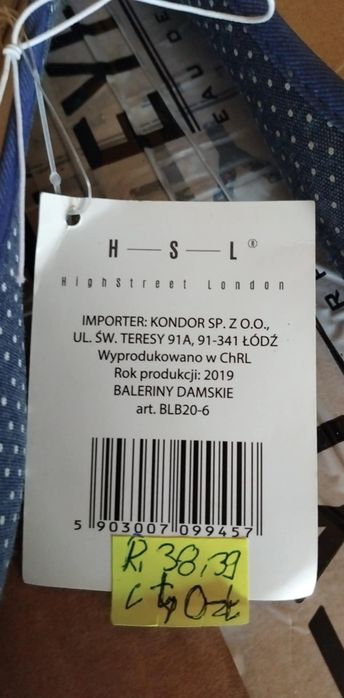 H—S—L®
HighStreet London
IMPORTER: KONDOR SP. Z O.O.,
UL. ŚW. TERESY 91A, 91-341 ŁÓDŹ
Wyprodukowano w ChRL
Rok produkcji: 2019
BALERINY DAMSKIE
art. BLB20-6
5 903007 099457
R, 38,39